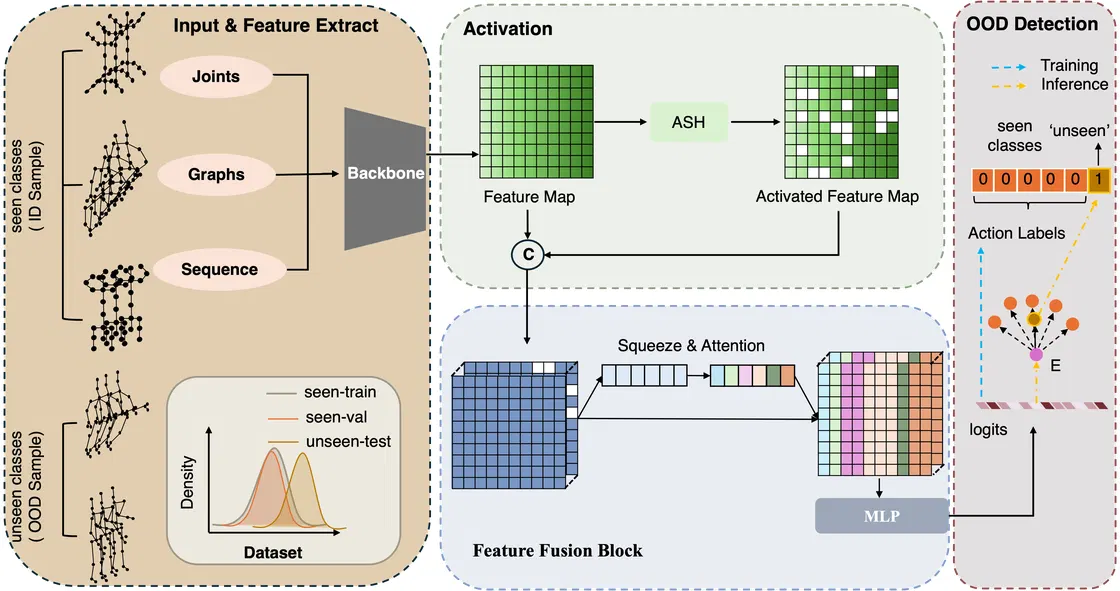 Input & Feature Extract
seen classes
( ID Sample)
Joints
Graphs
Sequence
Backbone
unseen classes
( OOD Sample)
seen-train
seen-val
unseen-test
Density
Dataset
Activation
ASH
Feature Map
Activated Feature Map
C
Squeeze & Attention
MLP
Feature Fusion Block
OOD Detection
Training
Inference
seen
classes
'unseen'
0 0 0 0 0 1
Action Labels
E
logits